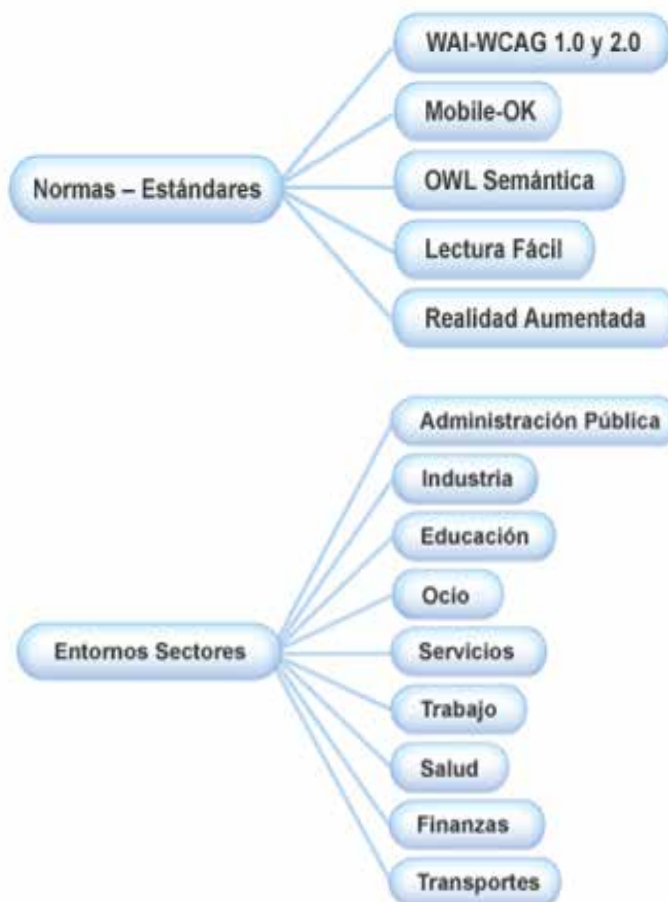 WAI-WCAG 1.0 y 2.0
Mobile-OK
Normas – Estándares
OWL Semántica
Lectura Fácil
Realidad Aumentada
Administración Pública
Industria
Educación
Ocio
Entornos Sectores
Servicios
Trabajo
Salud
Finanzas
Transportes